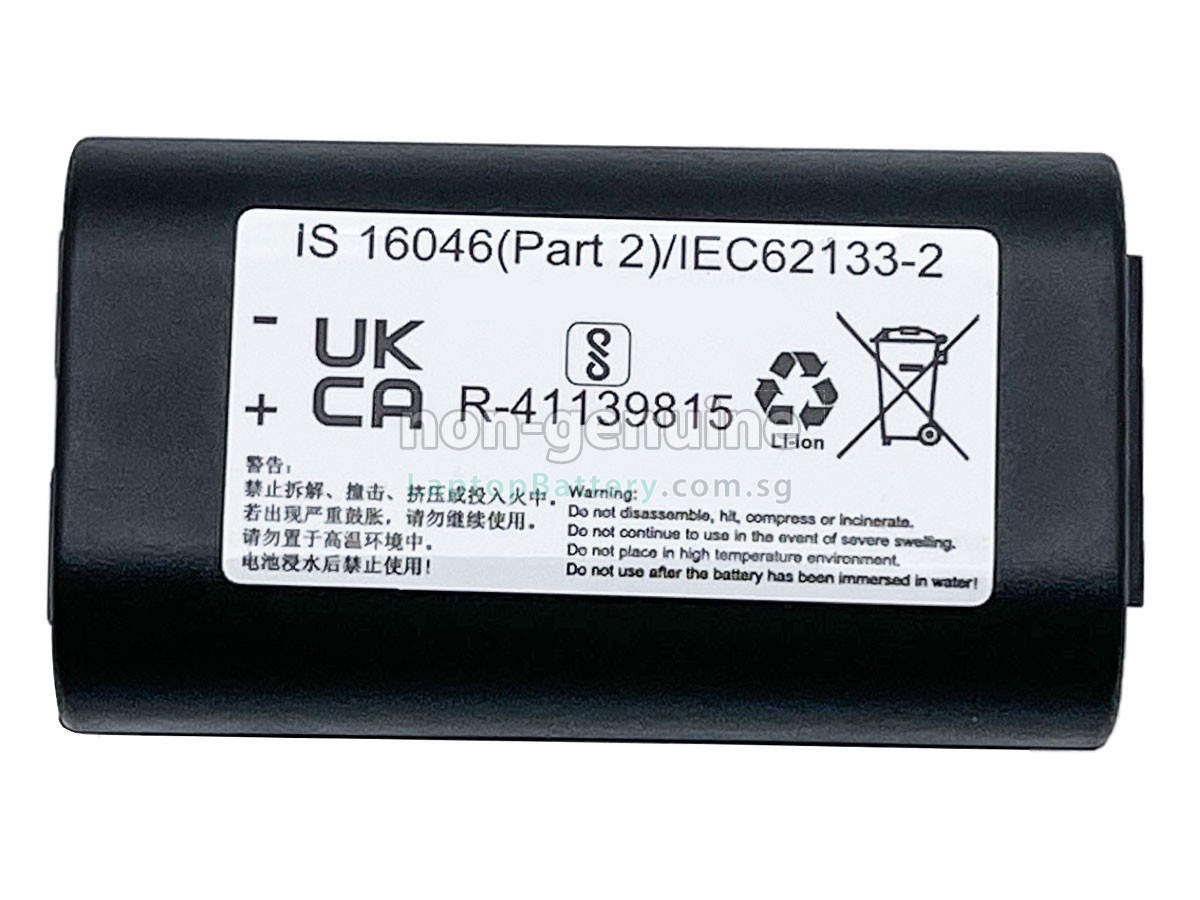 IS 16046(Part 2)/IEC62133-2
-
UK
CA
+
R-41139815
Li-ion
non-genuine
LaptopBattery.com.sg
警告：
禁止拆解、撞击、挤压或投入火中。
若出现严重鼓胀，请勿继续使用。
请勿置于高温环境中。
电池浸水后禁止使用！
Warning:
Do not disassemble, hit, compress or incinerate.
Do not continue to use in the event of severe swelling.
Do not place in high temperature environment.
Do not use after the battery has been immersed in water!